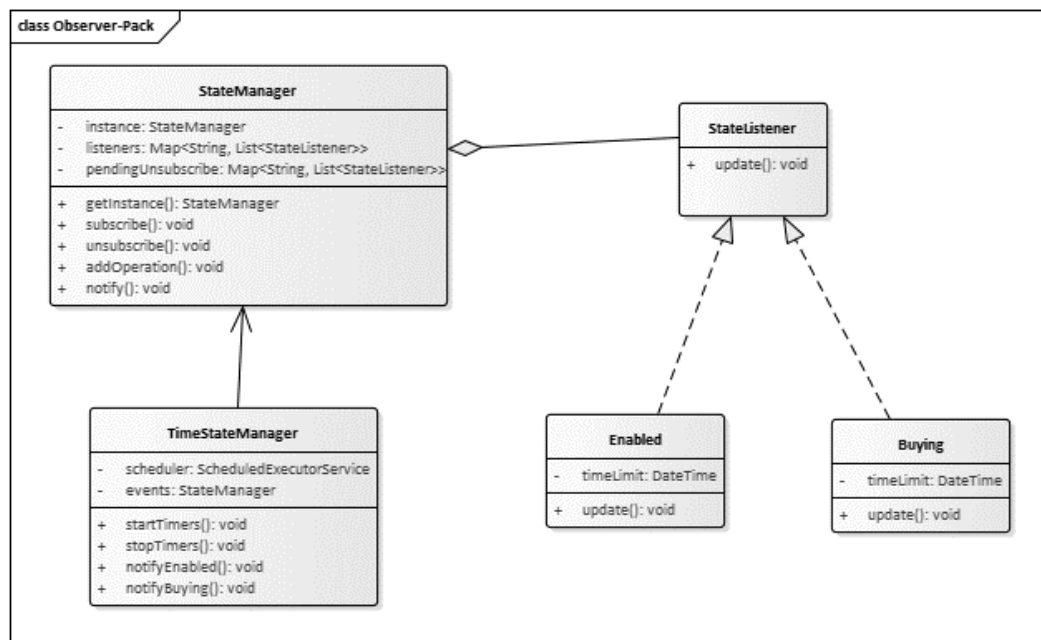 class Observer-Pack
StateManager
- instance: StateManager
- listeners: Map<String, List<StateListener>>
- pendingUnsubscribe: Map<String, List<StateListener>>
+ getInstance(): StateManager
+ subscribe(): void
+ unsubscribe(): void
+ addOperation(): void
+ notify(): void
StateListener
+ update(): void
TimeStateManager
- scheduler: ScheduledExecutorService
- events: StateManager
+ startTimers(): void
+ stopTimers(): void
+ notifyEnabled(): void
+ notifyBuying(): void
Enabled
- timeLimit: DateTime
+ update(): void
Buying
- timeLimit: DateTime
+ update(): void